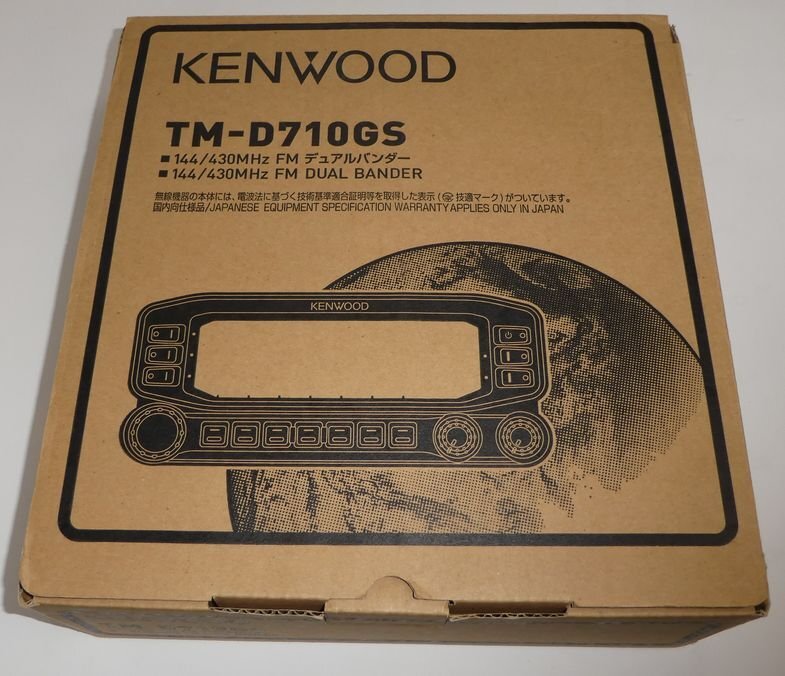 KENWOOD
TM-D710GS
■ 144/430MHz FM デュアルバンダー
■ 144/430MHz FM DUAL BANDER
無線機器の本体には、電波法に基づく技術基準適合証明等を取得した表示 ( 技適マーク) がついています。
国内向仕様品/JAPANESE EQUIPMENT SPECIFICATION WARRANTY APPLIES ONLY IN JAPAN
KENWOOD